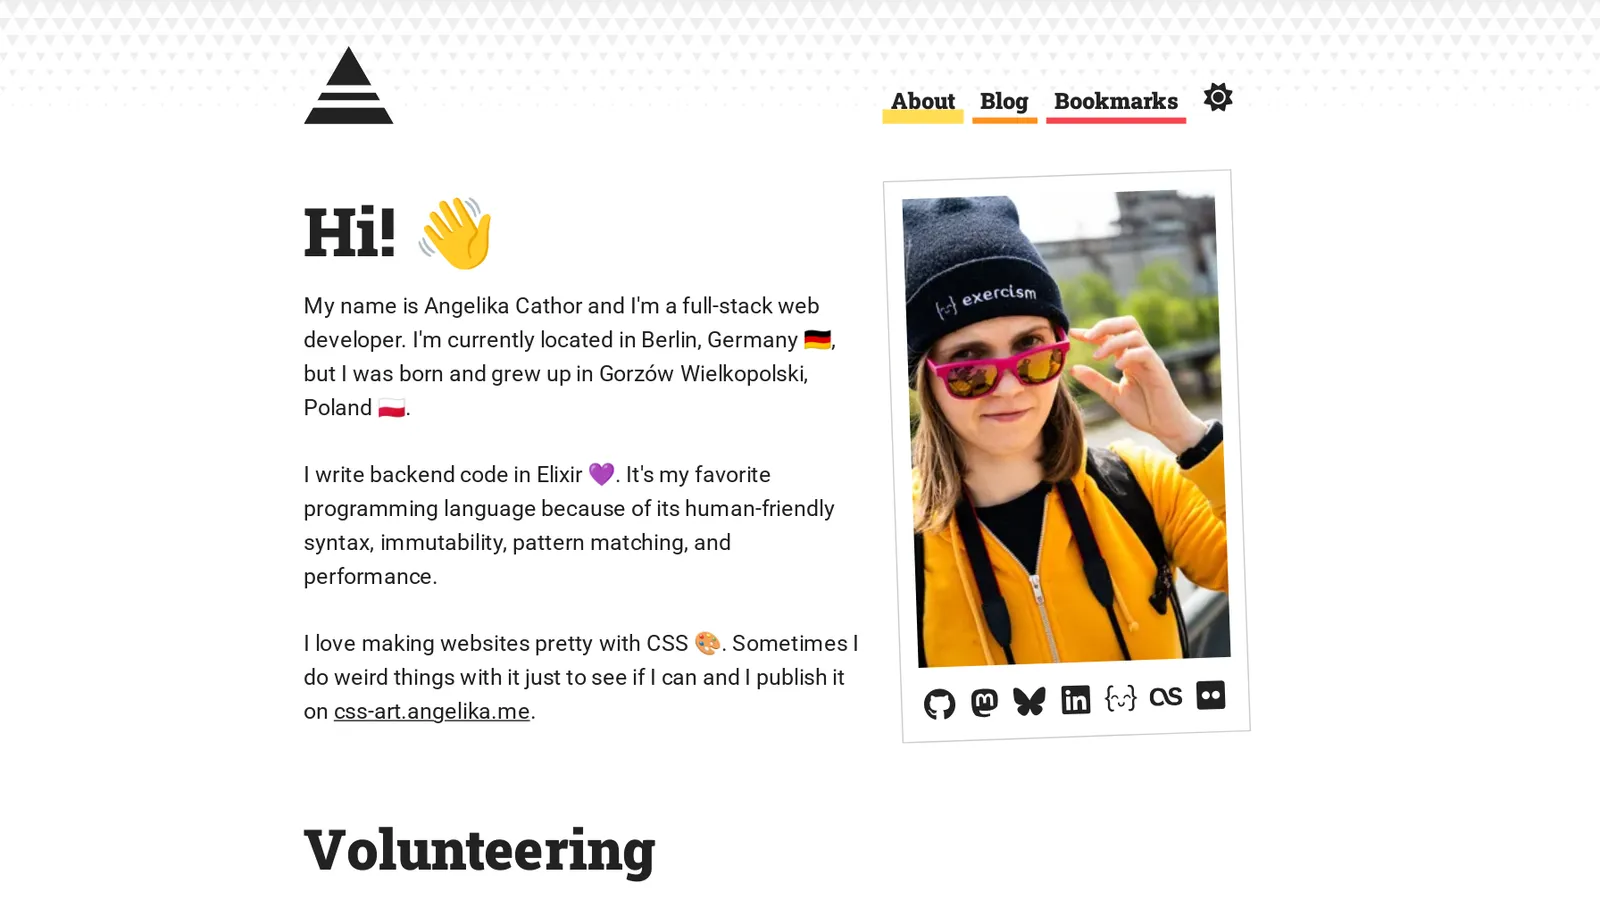 About Blog Bookmarks
Hi! 👋
My name is Angelika Cathor and I'm a full-stack web
developer. I'm currently located in Berlin, Germany 🇩🇪,
but I was born and grew up in Gorzów Wielkopolski,
Poland 🇵🇱.
I write backend code in Elixir 💜. It's my favorite
programming language because of its human-friendly
syntax, immutability, pattern matching, and
performance.
I love making websites pretty with CSS 🎨. Sometimes I
do weird things with it just to see if I can and I publish it
on css-art.angelika.me.
exercism
Volunteering